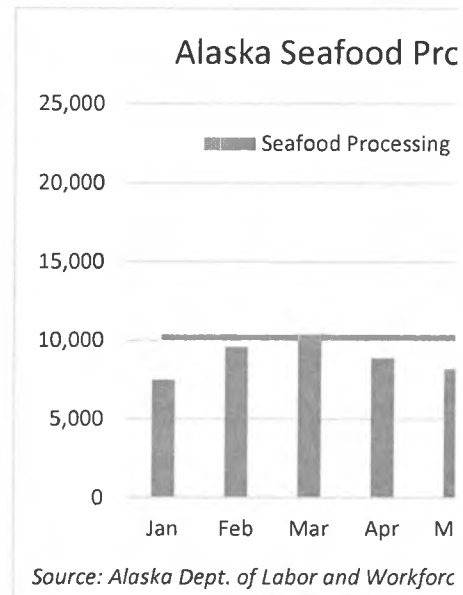 Alaska Seafood Prc
25,000
Seafood Processing
20,000
15,000
10,000
5,000
0
Jan Feb Mar Apr M
Source: Alaska Dept. of Labor and Workforc